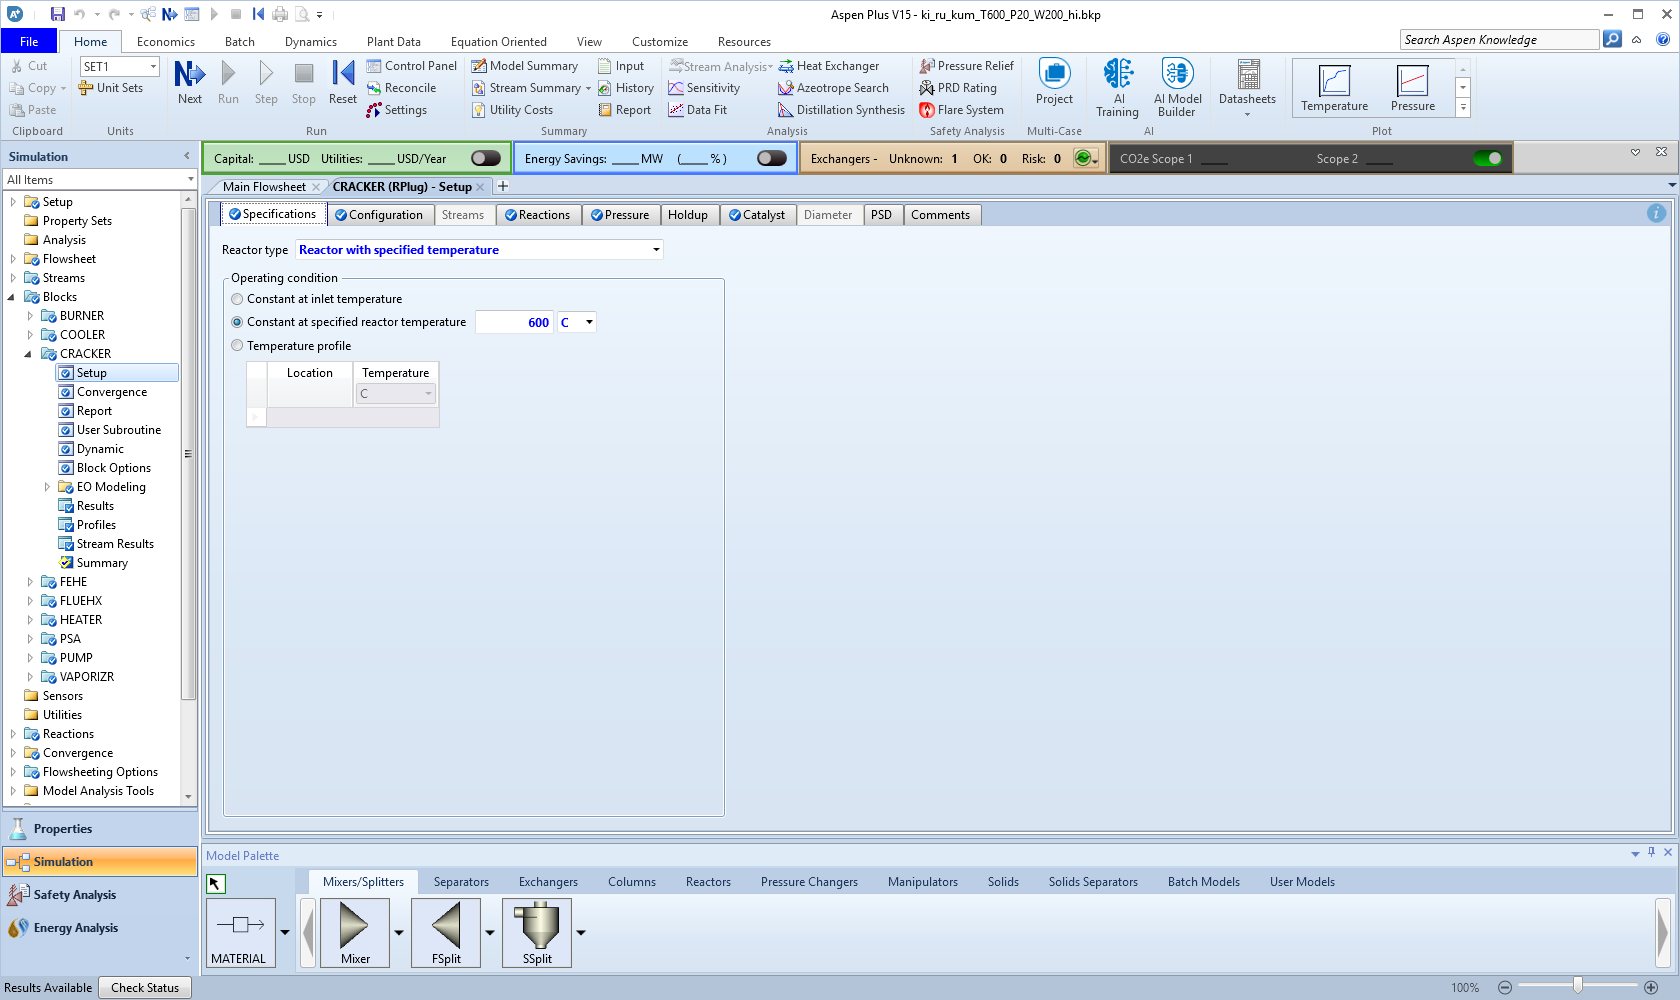 Aspen Plus V15 - ki_ru_kum_T600_P20_W200_hi.bkp
File Home Economics Batch Dynamics Plant Data Equation Oriented View Customize Resources Search Aspen Knowledge
Cut SET1 Control Panel Model Summary Input Stream Analysis Heat Exchanger Pressure Relief
Copy Unit Sets Next Run Step Stop Reset Reconcile Stream Summary History Sensitivity Azeotrope Search PRD Rating Project AI Training AI Model Builder Datasheets Temperature Pressure
Paste Settings Utility Costs Report Data Fit Distillation Synthesis Flare System
Clipboard Units Run Summary Analysis Safety Analysis Multi-Case AI Plot
Simulation
Capital: ____ USD Utilities: ____ USD/Year Energy Savings: ____ MW (____ %) Exchangers - Unknown: 1 OK: 0 Risk: 0 CO2e Scope 1 ____ Scope 2 ____
All Items
Main Flowsheet CRACKER (RPlug) - Setup +
Setup
Property Sets
Analysis
Flowsheet
Streams
Blocks
BURNER
COOLER
CRACKER
Setup
Convergence
Report
User Subroutine
Dynamic
Block Options
EO Modeling
Results
Profiles
Stream Results
Summary
FEHE
FLUEHX
HEATER
PSA
PUMP
VAPORIZR
Sensors
Utilities
Reactions
Convergence
Flowsheeting Options
Model Analysis Tools
Properties
Simulation
Safety Analysis
Energy Analysis
Specifications Configuration Streams Reactions Pressure Holdup Catalyst Diameter PSD Comments
Reactor type Reactor with specified temperature
Operating condition
Constant at inlet temperature
Constant at specified reactor temperature 600 C
Temperature profile
Location Temperature
C
Model Palette
Mixers/Splitters Separators Exchangers Columns Reactors Pressure Changers Manipulators Solids Solids Separators Batch Models User Models
MATERIAL Mixer FSplit SSplit
Results Available Check Status 100%